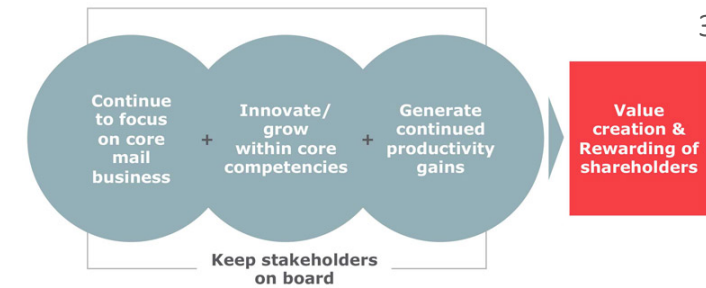 3
Continue
to focus
on core
mail
business
+
Innovate/
grow
within core
competencies
+
Generate
continued
productivity
gains
Value
creation &
Rewarding of
shareholders
Keep stakeholders
on board